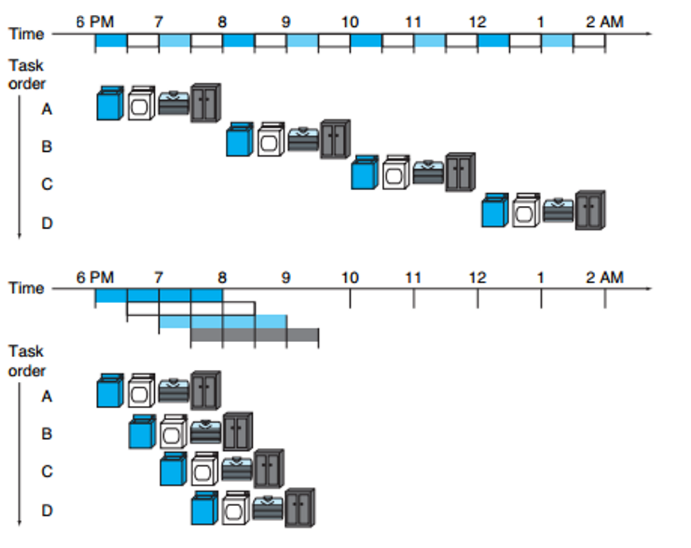 6 PM 7 8 9 10 11 12 1 2 AM
Time
Task
order
A
B
C
D
6 PM 7 8 9 10 11 12 1 2 AM
Time
Task
order
A
B
C
D